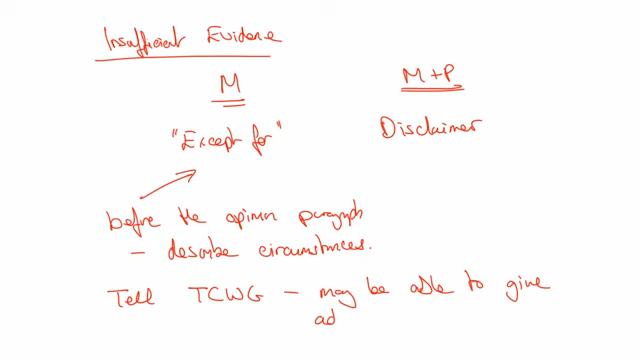 Insufficient Evidence
M
M+P
"Except for"
Disclaimer
before the opinion paragraph
- describe circumstances.
Tell TCWG - may be able to give
ad